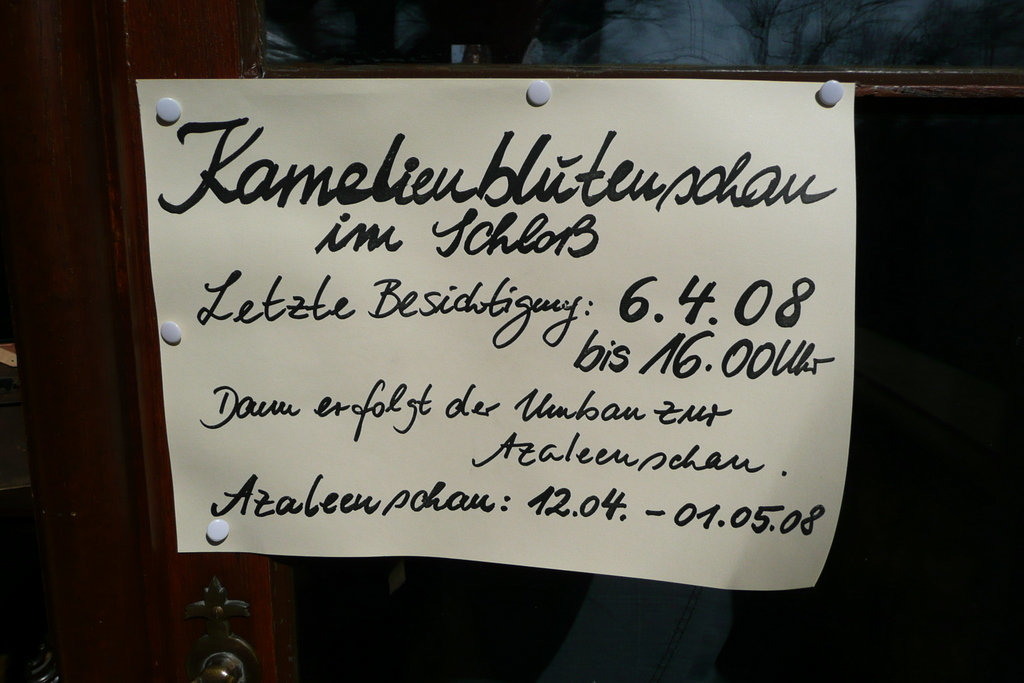 Kamelienblütenschau
im Schloß
Letzte Besichtigung: 6.4.08
bis 16.00 Uhr
Dann erfolgt der Umbau zur
Azaleenschau.
Azaleenschau: 12.04. - 01.05.08